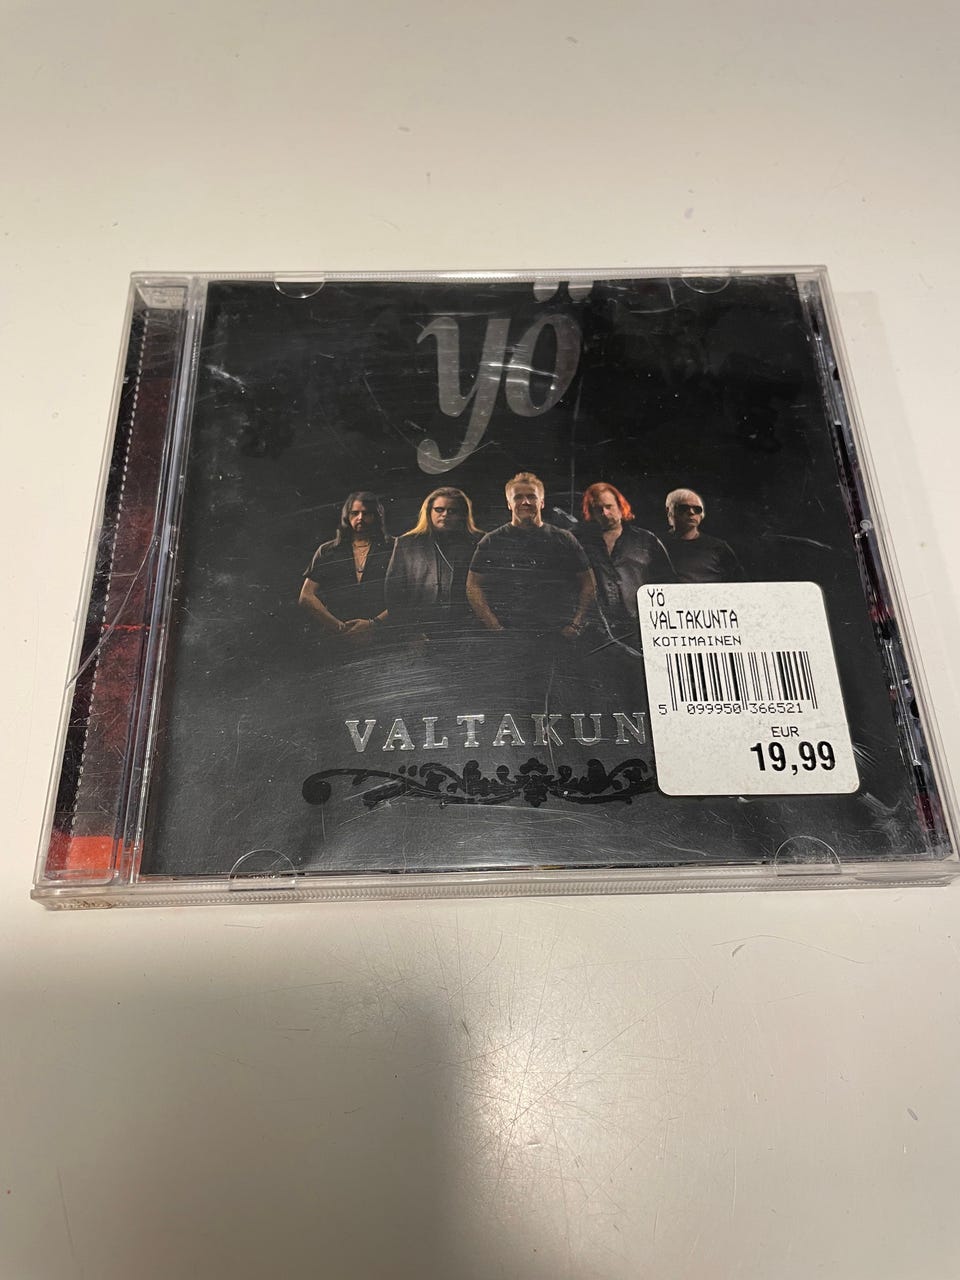 yö
VALTAKUN
YÖ
VALTAKUNTA
KOTIMAINEN
5 099950 366521
EUR
19,99